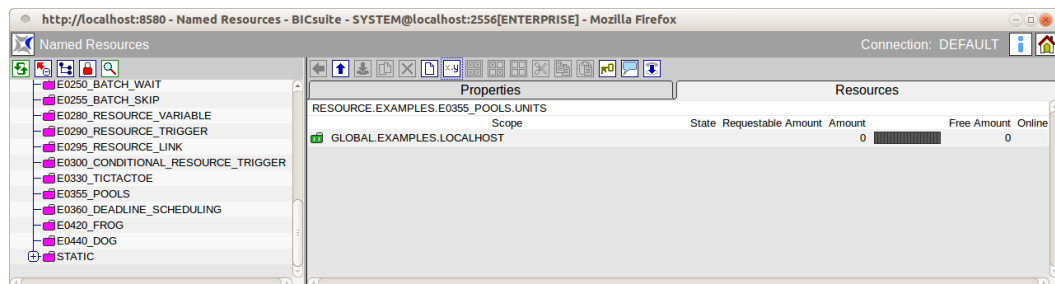 http://localhost:8580 - Named Resources - BICsuite - SYSTEM@localhost:2556[ENTERPRISE] - Mozilla Firefox
Named Resources
Connection: DEFAULT
E0250_BATCH_WAIT
E0255_BATCH_SKIP
E0280_RESOURCE_VARIABLE
E0290_RESOURCE_TRIGGER
E0295_RESOURCE_LINK
E0300_CONDITIONAL_RESOURCE_TRIGGER
E0330_TICTACTOE
E0355_POOLS
E0360_DEADLINE_SCHEDULING
E0420_FROG
E0440_DOG
STATIC
Properties Resources
RESOURCE.EXAMPLES.E0355_POOLS.UNITS
Scope State Requestable Amount Amount Free Amount Online
GLOBAL.EXAMPLES.LOCALHOST 0 0